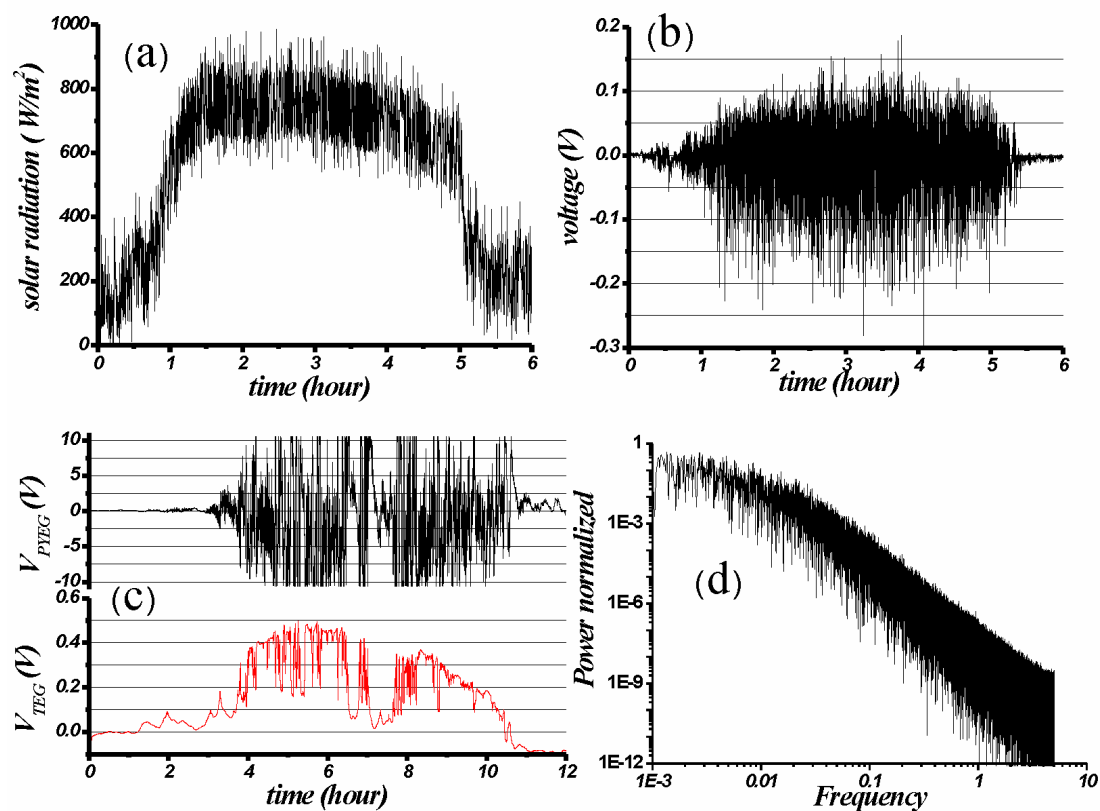 (a)
solar radiation ( W/m²)
1000
800
600
400
200
0
0 1 2 3 4 5 6
time (hour)
(b)
voltage (V)
0.2
0.1
0.0
-0.1
-0.2
-0.3
0 1 2 3 4 5 6
time (hour)
(c)
V_PYEG (V)
10
5
0
-5
-10
V_TEG (V)
0.6
0.4
0.2
0.0
0 2 4 6 8 10 12
time (hour)
(d)
Power normalized
1
1E-3
1E-6
1E-9
1E-12
1E-3 0.01 0.1 1 10
Frequency